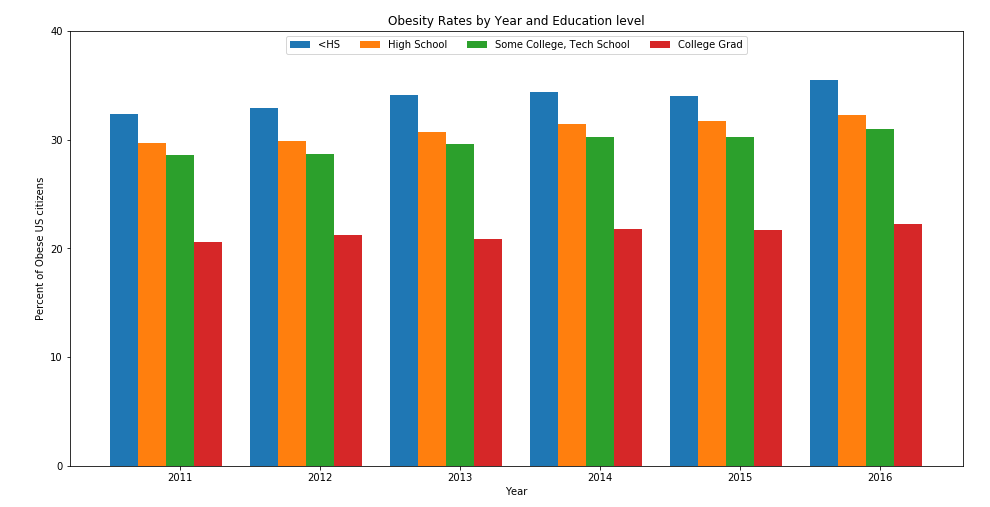 Obesity Rates by Year and Education level
<HS High School Some College, Tech School College Grad
Percent of Obese US citizens
40
30
20
10
0
2011 2012 2013 2014 2015 2016
Year